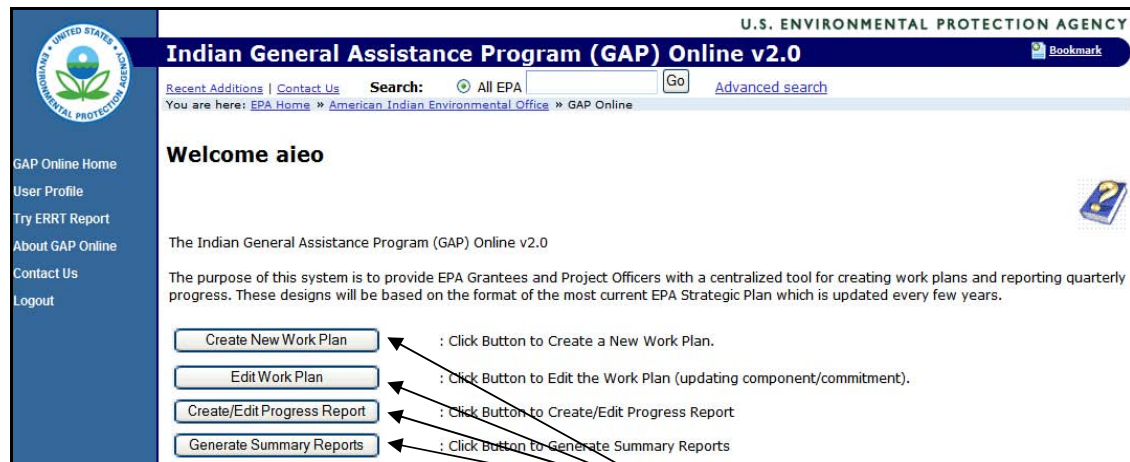 U.S. ENVIRONMENTAL PROTECTION AGENCY
UNITED STATES
ENVIRONMENTAL PROTECTION AGENCY
Indian General Assistance Program (GAP) Online v2.0
Bookmark
Recent Additions | Contact Us Search: All EPA Go Advanced search
You are here: EPA Home » American Indian Environmental Office » GAP Online
GAP Online Home
User Profile
Try ERRT Report
About GAP Online
Contact Us
Logout
Welcome aieo
The Indian General Assistance Program (GAP) Online v2.0
The purpose of this system is to provide EPA Grantees and Project Officers with a centralized tool for creating work plans and reporting quarterly
progress. These designs will be based on the format of the most current EPA Strategic Plan which is updated every few years.
Create New Work Plan : Click Button to Create a New Work Plan.
Edit Work Plan : Click Button to Edit the Work Plan (updating component/commitment).
Create/Edit Progress Report : Click Button to Create/Edit Progress Report
Generate Summary Reports : Click Button to Generate Summary Reports